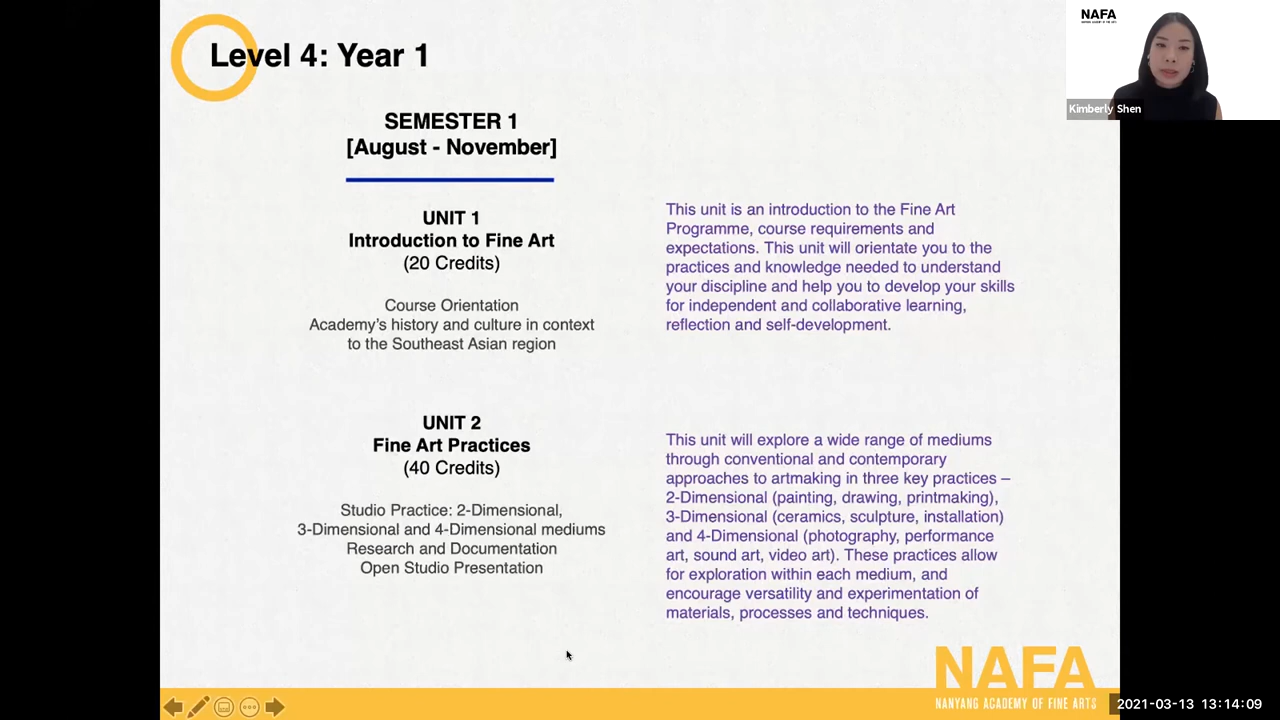 Level 4: Year 1
SEMESTER 1
[August - November]
UNIT 1
Introduction to Fine Art
(20 Credits)
Course Orientation
Academy's history and culture in context
to the Southeast Asian region
This unit is an introduction to the Fine Art
Programme, course requirements and
expectations. This unit will orientate you to the
practices and knowledge needed to understand
your discipline and help you to develop your skills
for independent and collaborative learning,
reflection and self-development.
UNIT 2
Fine Art Practices
(40 Credits)
Studio Practice: 2-Dimensional,
3-Dimensional and 4-Dimensional mediums
Research and Documentation
Open Studio Presentation
This unit will explore a wide range of mediums
through conventional and contemporary
approaches to artmaking in three key practices –
2-Dimensional (painting, drawing, printmaking),
3-Dimensional (ceramics, sculpture, installation)
and 4-Dimensional (photography, performance
art, sound art, video art). These practices allow
for exploration within each medium, and
encourage versatility and experimentation of
materials, processes and techniques.
NAFA
NANYANG ACADEMY OF FINE ARTS
NAFA
NANYANG ACADEMY OF FINE ARTS
Kimberly Shen
2021-03-13 13:14:09